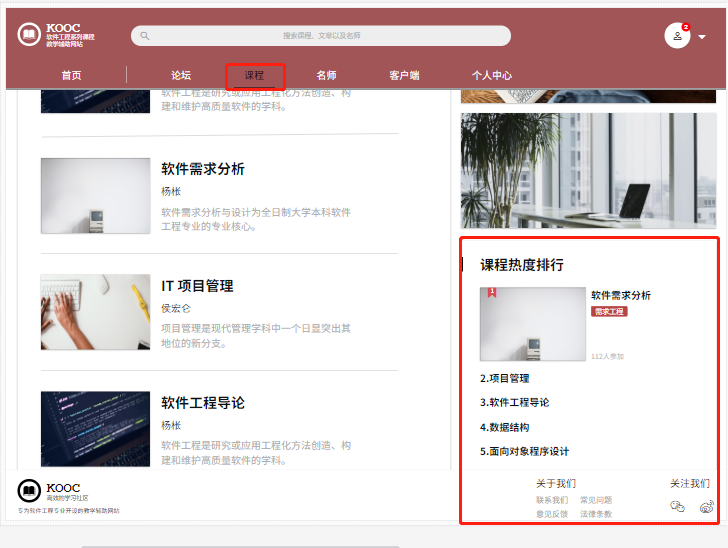 KOOC
软件工程系列课程
教学辅助网站
搜索课程、文章以及名师
2
首页
论坛
课程
名师
客户端
个人中心
软件工程是研究或应用工程化方法创造、构
建和维护高质量软件的学科。
软件需求分析
杨枨
软件需求分析与设计为全日制大学本科软件
工程专业的专业核心。
IT 项目管理
侯宏仑
项目管理是现代管理学科中一个日显突出其
地位的新分支。
软件工程导论
杨枨
软件工程是研究或应用工程化方法创造、构
建和维护高质量软件的学科。
课程热度排行
1
软件需求分析
需求工程
112人参加
2.项目管理
3.软件工程导论
4.数据结构
5.面向对象程序设计
KOOC
高效的学习社区
专为软件工程专业开设的教学辅助网站
关于我们
联系我们 常见问题
意见反馈 法律条款
关注我们